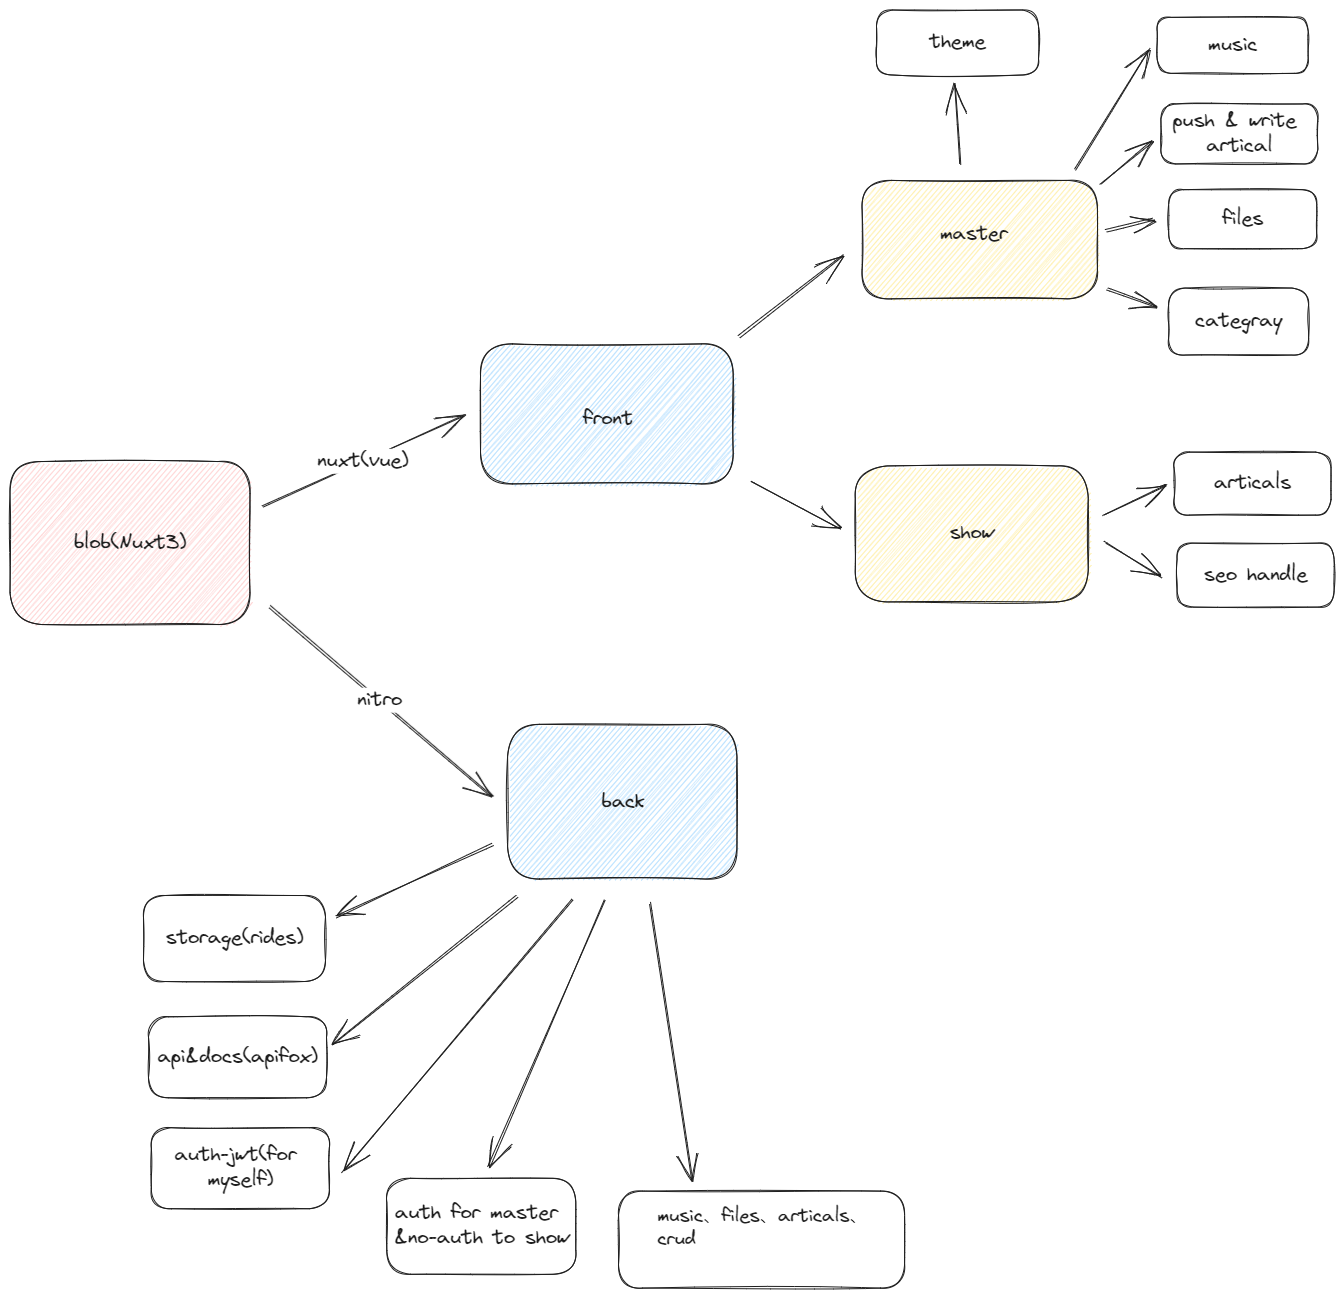 theme
music
push & write
artical
files
master
categray
front
nuxt(vue)
articals
show
seo handle
blob(Nuxt3)
nitro
back
storage(rides)
api&docs(apifox)
auth-jwt(for
myself)
auth for master
&no-auth to show
music、files、articals、
crud